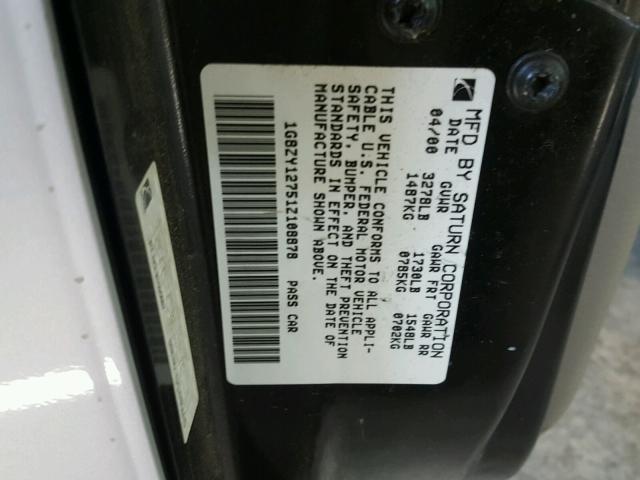 MFD BY SATURN CORPORATION
DATE GVWR GAWR FRT GAWR RR
04/00 3278LB 1730LB 1548LB
1487KG 0785KG 0702KG
THIS VEHICLE CONFORMS TO ALL APPLI-
CABLE U.S. FEDERAL MOTOR VEHICLE
SAFETY, BUMPER, AND THEFT PREVENTION
STANDARDS IN EFFECT ON THE DATE OF
MANUFACTURE SHOWN ABOVE.
1G8ZY12751Z108878 PASS CAR